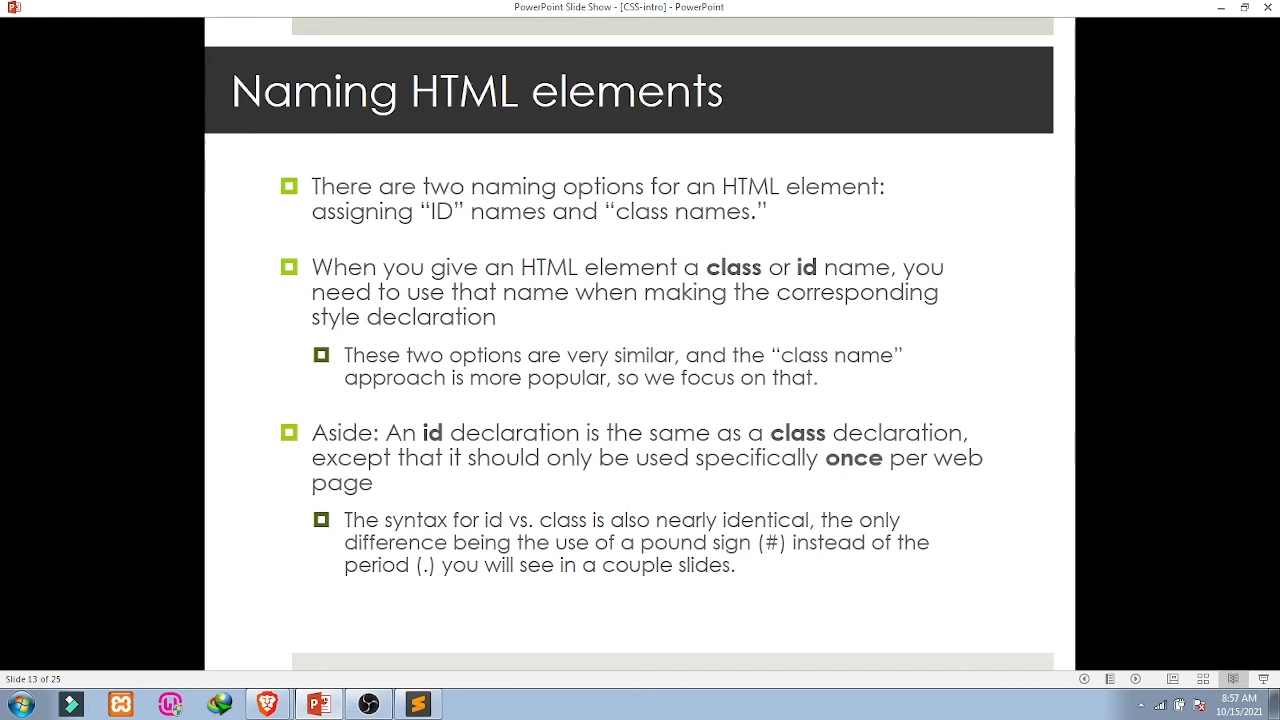 PowerPoint Slide Show - [CSS-intro] - PowerPoint
Naming HTML elements
There are two naming options for an HTML element:
assigning “ID” names and “class names.”
When you give an HTML element a class or id name, you
need to use that name when making the corresponding
style declaration
These two options are very similar, and the “class name”
approach is more popular, so we focus on that.
Aside: An id declaration is the same as a class declaration,
except that it should only be used specifically once per web
page
The syntax for id vs. class is also nearly identical, the only
difference being the use of a pound sign (#) instead of the
period (.) you will see in a couple slides.
Slide 13 of 25
8:57 AM
10/15/2021